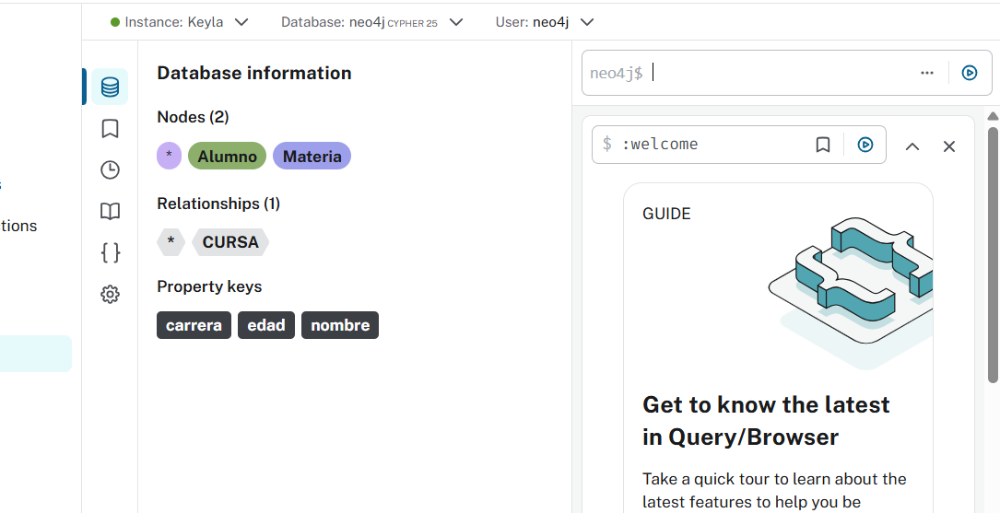 Instance: Keyla
Database: neo4j CYPHER 25
User: neo4j
tions
Database information
Nodes (2)
* Alumno Materia
Relationships (1)
* CURSA
Property keys
carrera edad nombre
neo4j$
$ :welcome
GUIDE
Get to know the latest
in Query/Browser
Take a quick tour to learn about the
latest features to help you be